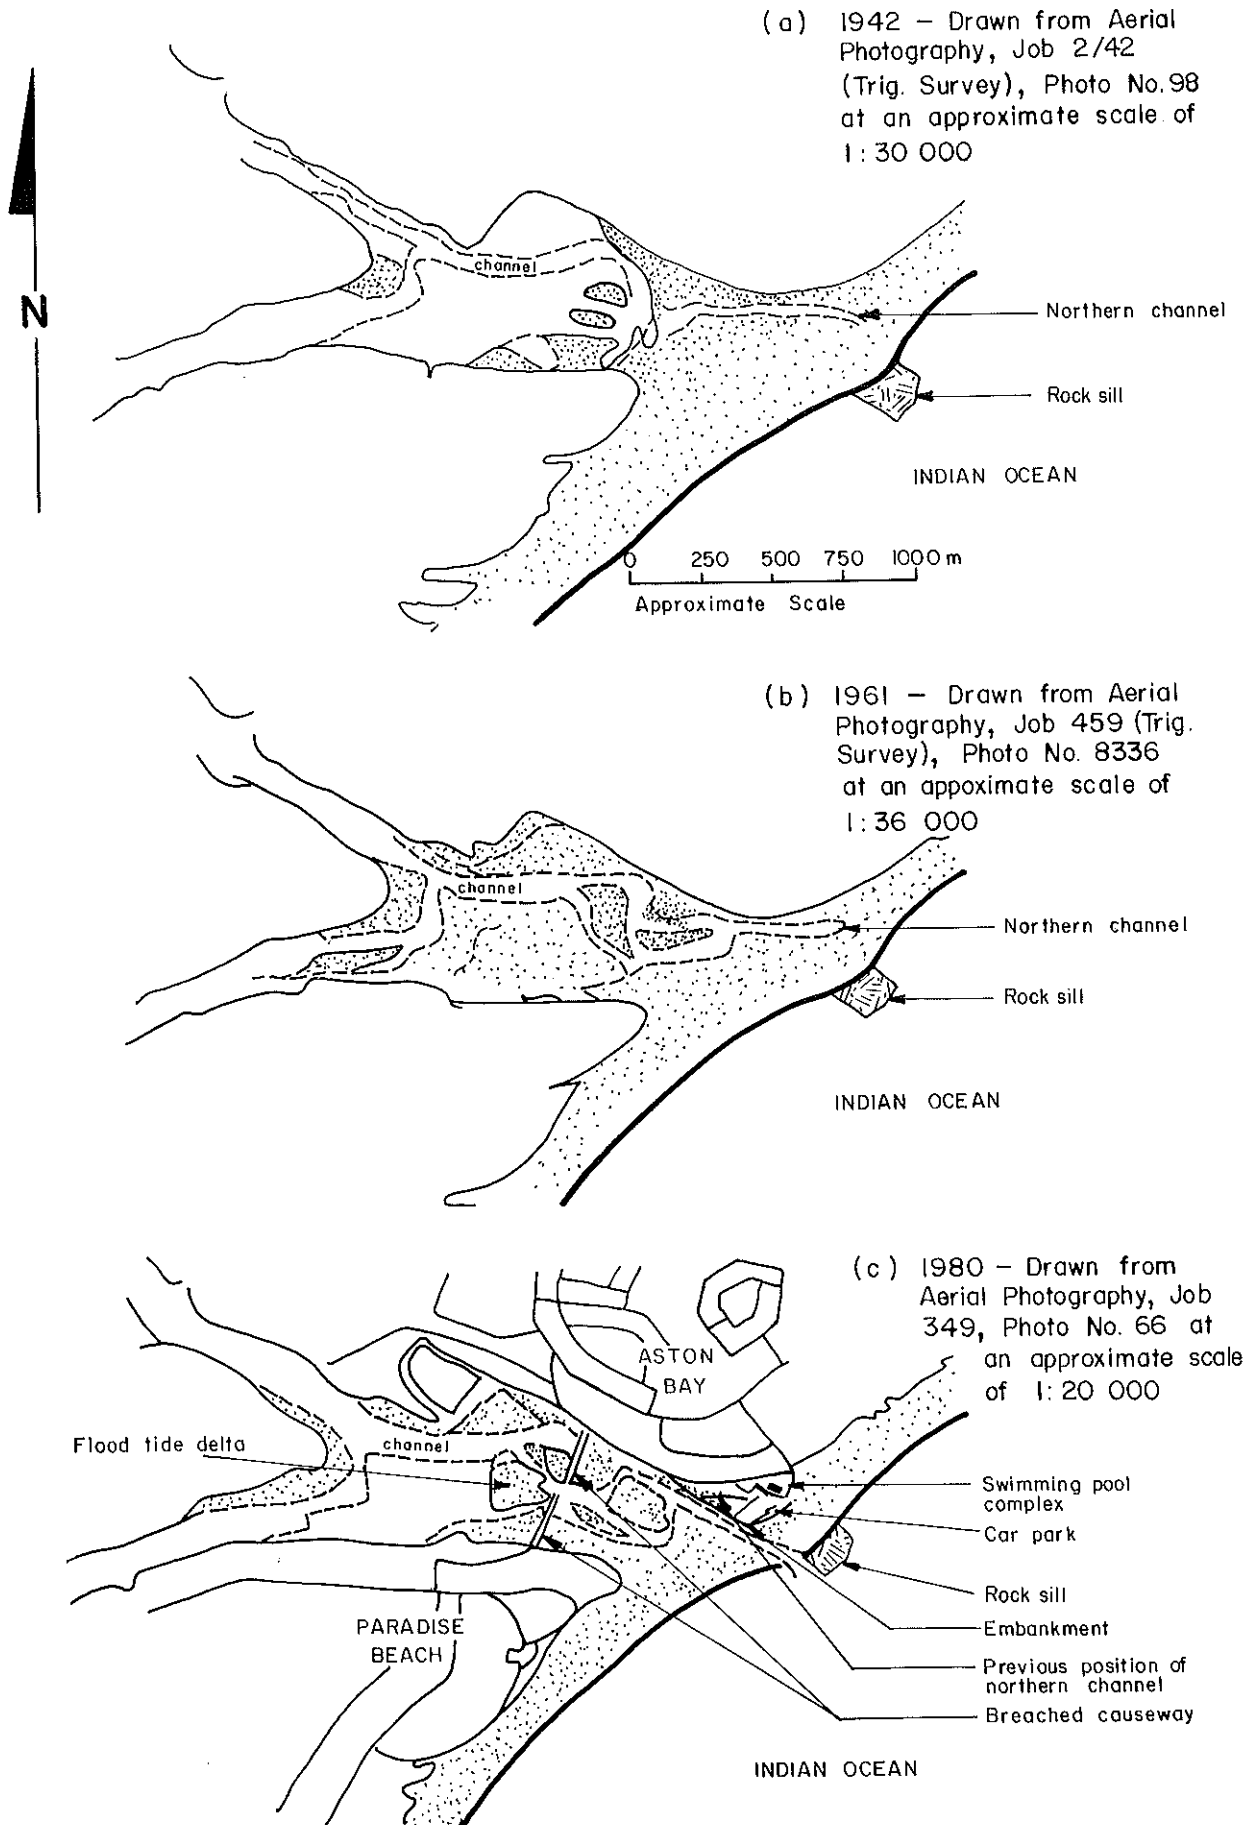 (a) 1942 – Drawn from Aerial
Photography, Job 2/42
(Trig. Survey), Photo No. 98
at an approximate scale of
1:30 000
N
channel
Northern channel
Rock sill
INDIAN OCEAN
0 250 500 750 1000 m
Approximate Scale
(b) 1961 – Drawn from Aerial
Photography, Job 459 (Trig.
Survey), Photo No. 8336
at an appoximate scale of
1:36 000
channel
Northern channel
Rock sill
INDIAN OCEAN
(c) 1980 – Drawn from
Aerial Photography, Job
349, Photo No. 66 at
an approximate scale
of 1:20 000
ASTON
BAY
Flood tide delta
channel
Swimming pool
complex
Car park
Rock sill
Embankment
PARADISE
BEACH
Previous position of
northern channel
Breached causeway
INDIAN OCEAN